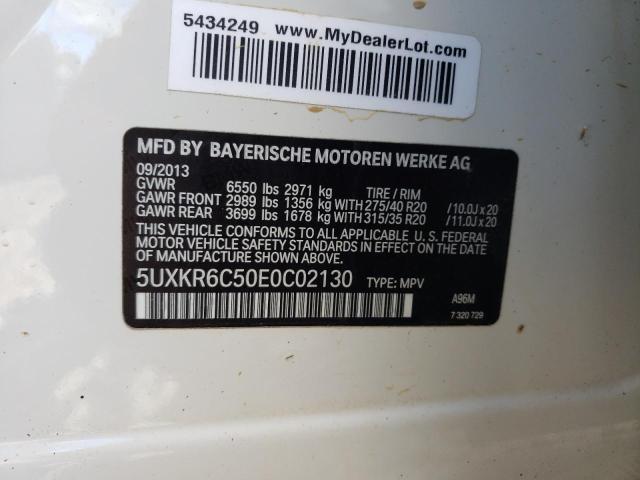 5434249 www.MyDealerLot.com
MFD BY BAYERISCHE MOTOREN WERKE AG
09/2013
GVWR 6550 lbs 2971 kg TIRE / RIM
GAWR FRONT 2989 lbs 1356 kg WITH 275/40 R20 /10.0J x 20
GAWR REAR 3699 lbs 1678 kg WITH 315/35 R20 /11.0J x 20
THIS VEHICLE CONFORMS TO ALL APPLICABLE U. S. FEDERAL
MOTOR VEHICLE SAFETY STANDARDS IN EFFECT ON THE DATE
OF MANUFACTURE SHOWN ABOVE.
5UXKR6C50E0C02130 TYPE: MPV
A96M
7 320 729